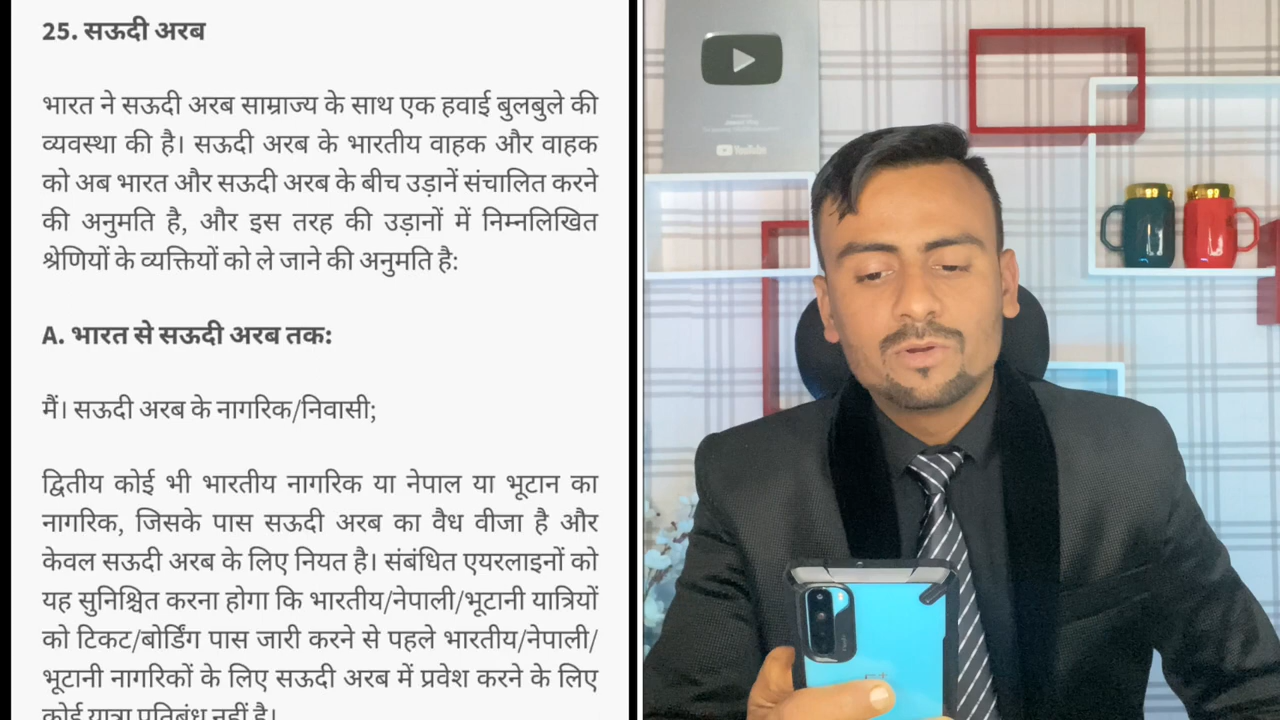 25. सऊदी अरब
भारत ने सऊदी अरब साम्राज्य के साथ एक हवाई बुलबुले की
व्यवस्था की है। सऊदी अरब के भारतीय वाहक और वाहक
को अब भारत और सऊदी अरब के बीच उड़ानें संचालित करने
की अनुमति है, और इस तरह की उड़ानों में निम्नलिखित
श्रेणियों के व्यक्तियों को ले जाने की अनुमति है:
A. भारत से सऊदी अरब तक:
मैं। सऊदी अरब के नागरिक/निवासी;
द्वितीय कोई भी भारतीय नागरिक या नेपाल या भूटान का
नागरिक, जिसके पास सऊदी अरब का वैध वीजा है और
केवल सऊदी अरब के लिए नियत है। संबंधित एयरलाइनों को
यह सुनिश्चित करना होगा कि भारतीय/नेपाली/भूटानी यात्रियों
को टिकट/बोर्डिंग पास जारी करने से पहले भारतीय/नेपाली/
भूटानी नागरिकों के लिए सऊदी अरब में प्रवेश करने के लिए
कोई यात्रा प्रतिबंध नहीं है।
YouTube